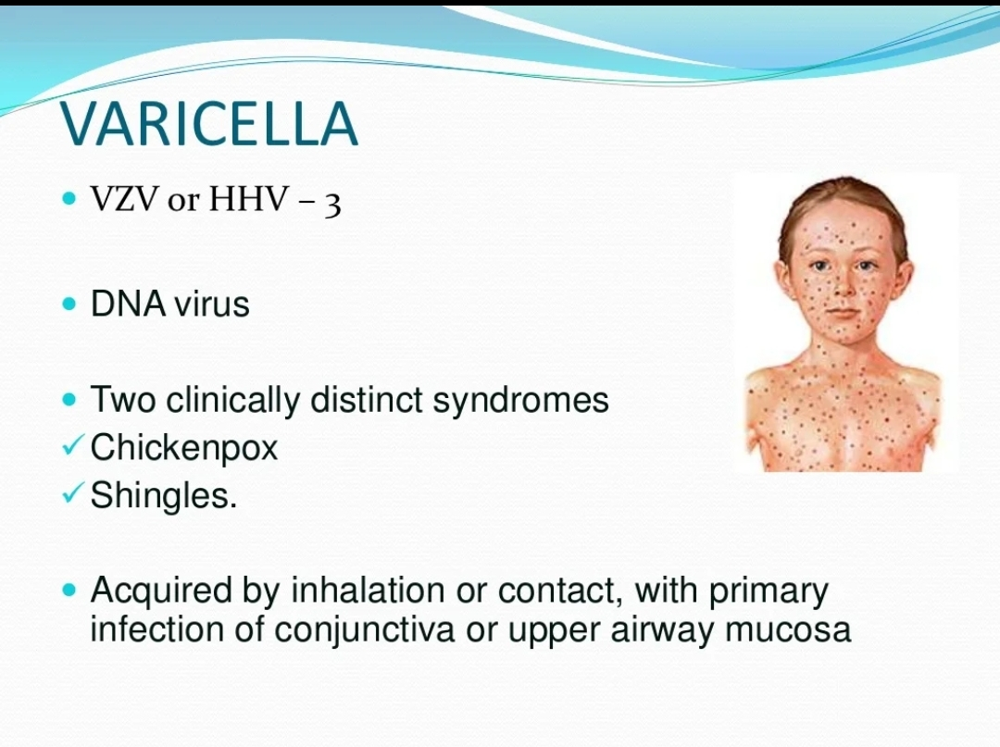 VARICELLA
• VZV or HHV – 3
• DNA virus
• Two clinically distinct syndromes
✓ Chickenpox
✓ Shingles.
• Acquired by inhalation or contact, with primary
infection of conjunctiva or upper airway mucosa